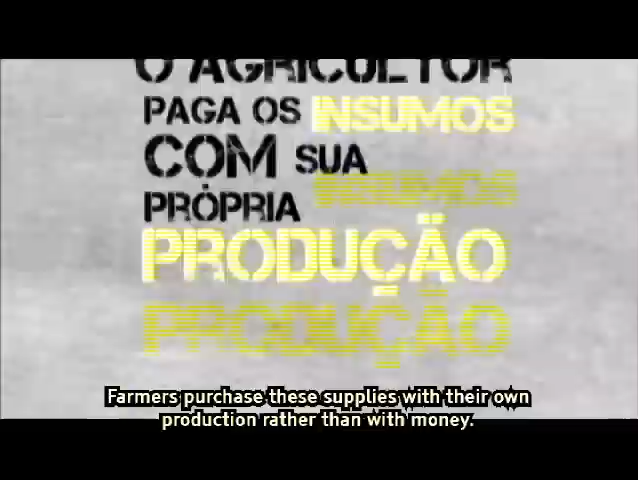 O AGRICULTOR
PAGA OS INSUMOS
COM SUA
INSUMOS
PRÓPRIA
PRODUÇÃO
PRODUÇÃO
Farmers purchase these supplies with their own
production rather than with money.